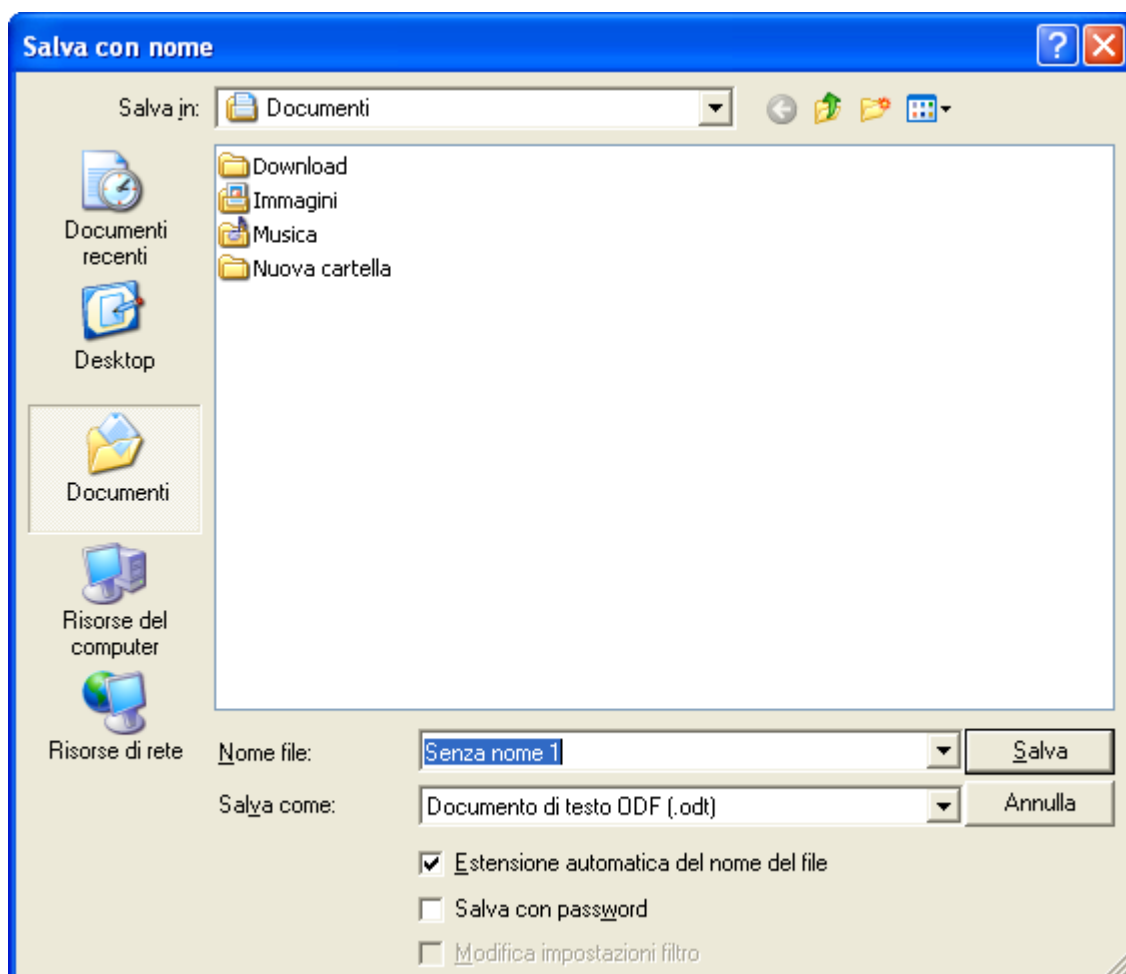 Salva con nome
Salva in:
Documenti
Download
Immagini
Musica
Nuova cartella
Documenti
recenti
Desktop
Documenti
Risorse del
computer
Risorse di rete
Nome file:
Senza nome 1
Salva
Salva come:
Documento di testo ODF (.odt)
Annulla
Estensione automatica del nome del file
Salva con password
Modifica impostazioni filtro